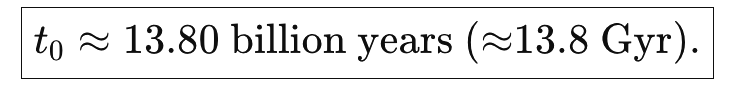 t₀ ≈ 13.80 billion years (≈13.8 Gyr).